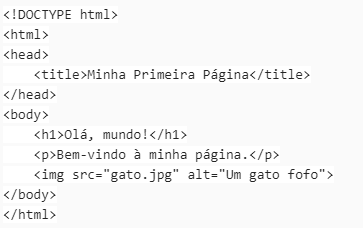 <!DOCTYPE html>
<html>
<head>
    <title>Minha Primeira Página</title>
</head>
<body>
    <h1>Olá, mundo!</h1>
    <p>Bem-vindo à minha página.</p>
    <img src="gato.jpg" alt="Um gato fofo">
</body>
</html>